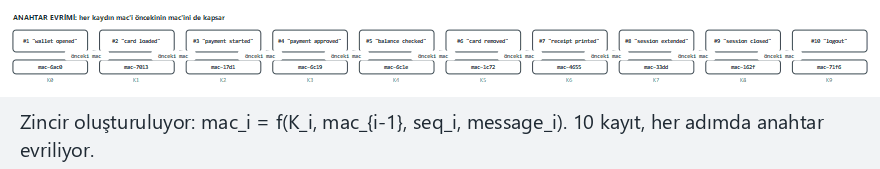 ANAHTAR EVRİMİ: her kaydın mac'i öncekinin mac'ini de kapsar
#1 "wallet opened" #2 "card loaded" #3 "payment started" #4 "payment approved" #5 "balance checked" #6 "card removed" #7 "receipt printed" #8 "session extended" #9 "session closed" #10 "logout"
önceki mac önceki mac önceki mac önceki mac önceki mac önceki mac önceki mac önceki mac önceki mac
mac-6ac0 mac-7013 mac-17d1 mac-6c19 mac-6c1e mac-1c72 mac-4655 mac-33dd mac-162f mac-71f6
K0 K1 K2 K3 K4 K5 K6 K7 K8 K9
Zincir oluşturuluyor: mac_i = f(K_i, mac_{i-1}, seq_i, message_i). 10 kayıt, her adımda anahtar
evriliyor.